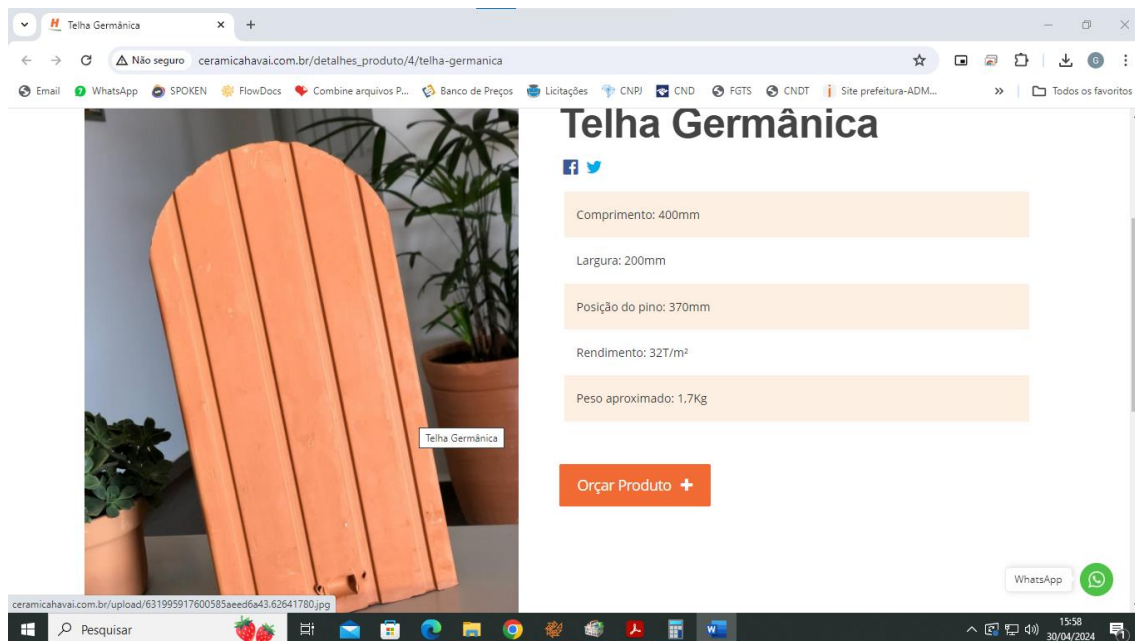 Telha Germânica
Não seguro ceramicahavai.com.br/detalhes_produto/4/telha-germanica
G
Email WhatsApp SPOKEN FlowDocs Combine arquivos P... Banco de Preços Licitações CNPJ CND FGTS CNDT Site prefeitura-ADM... Todos os favoritos
Telha Germânica
Comprimento: 400mm
Largura: 200mm
Posição do pino: 370mm
Rendimento: 32T/m²
Peso aproximado: 1,7Kg
Telha Germânica
Orçar Produto +
WhatsApp
ceramicahavai.com.br/upload/631995917600585aeed6a43.62641780.jpg
Pesquisar
15:58
30/04/2024